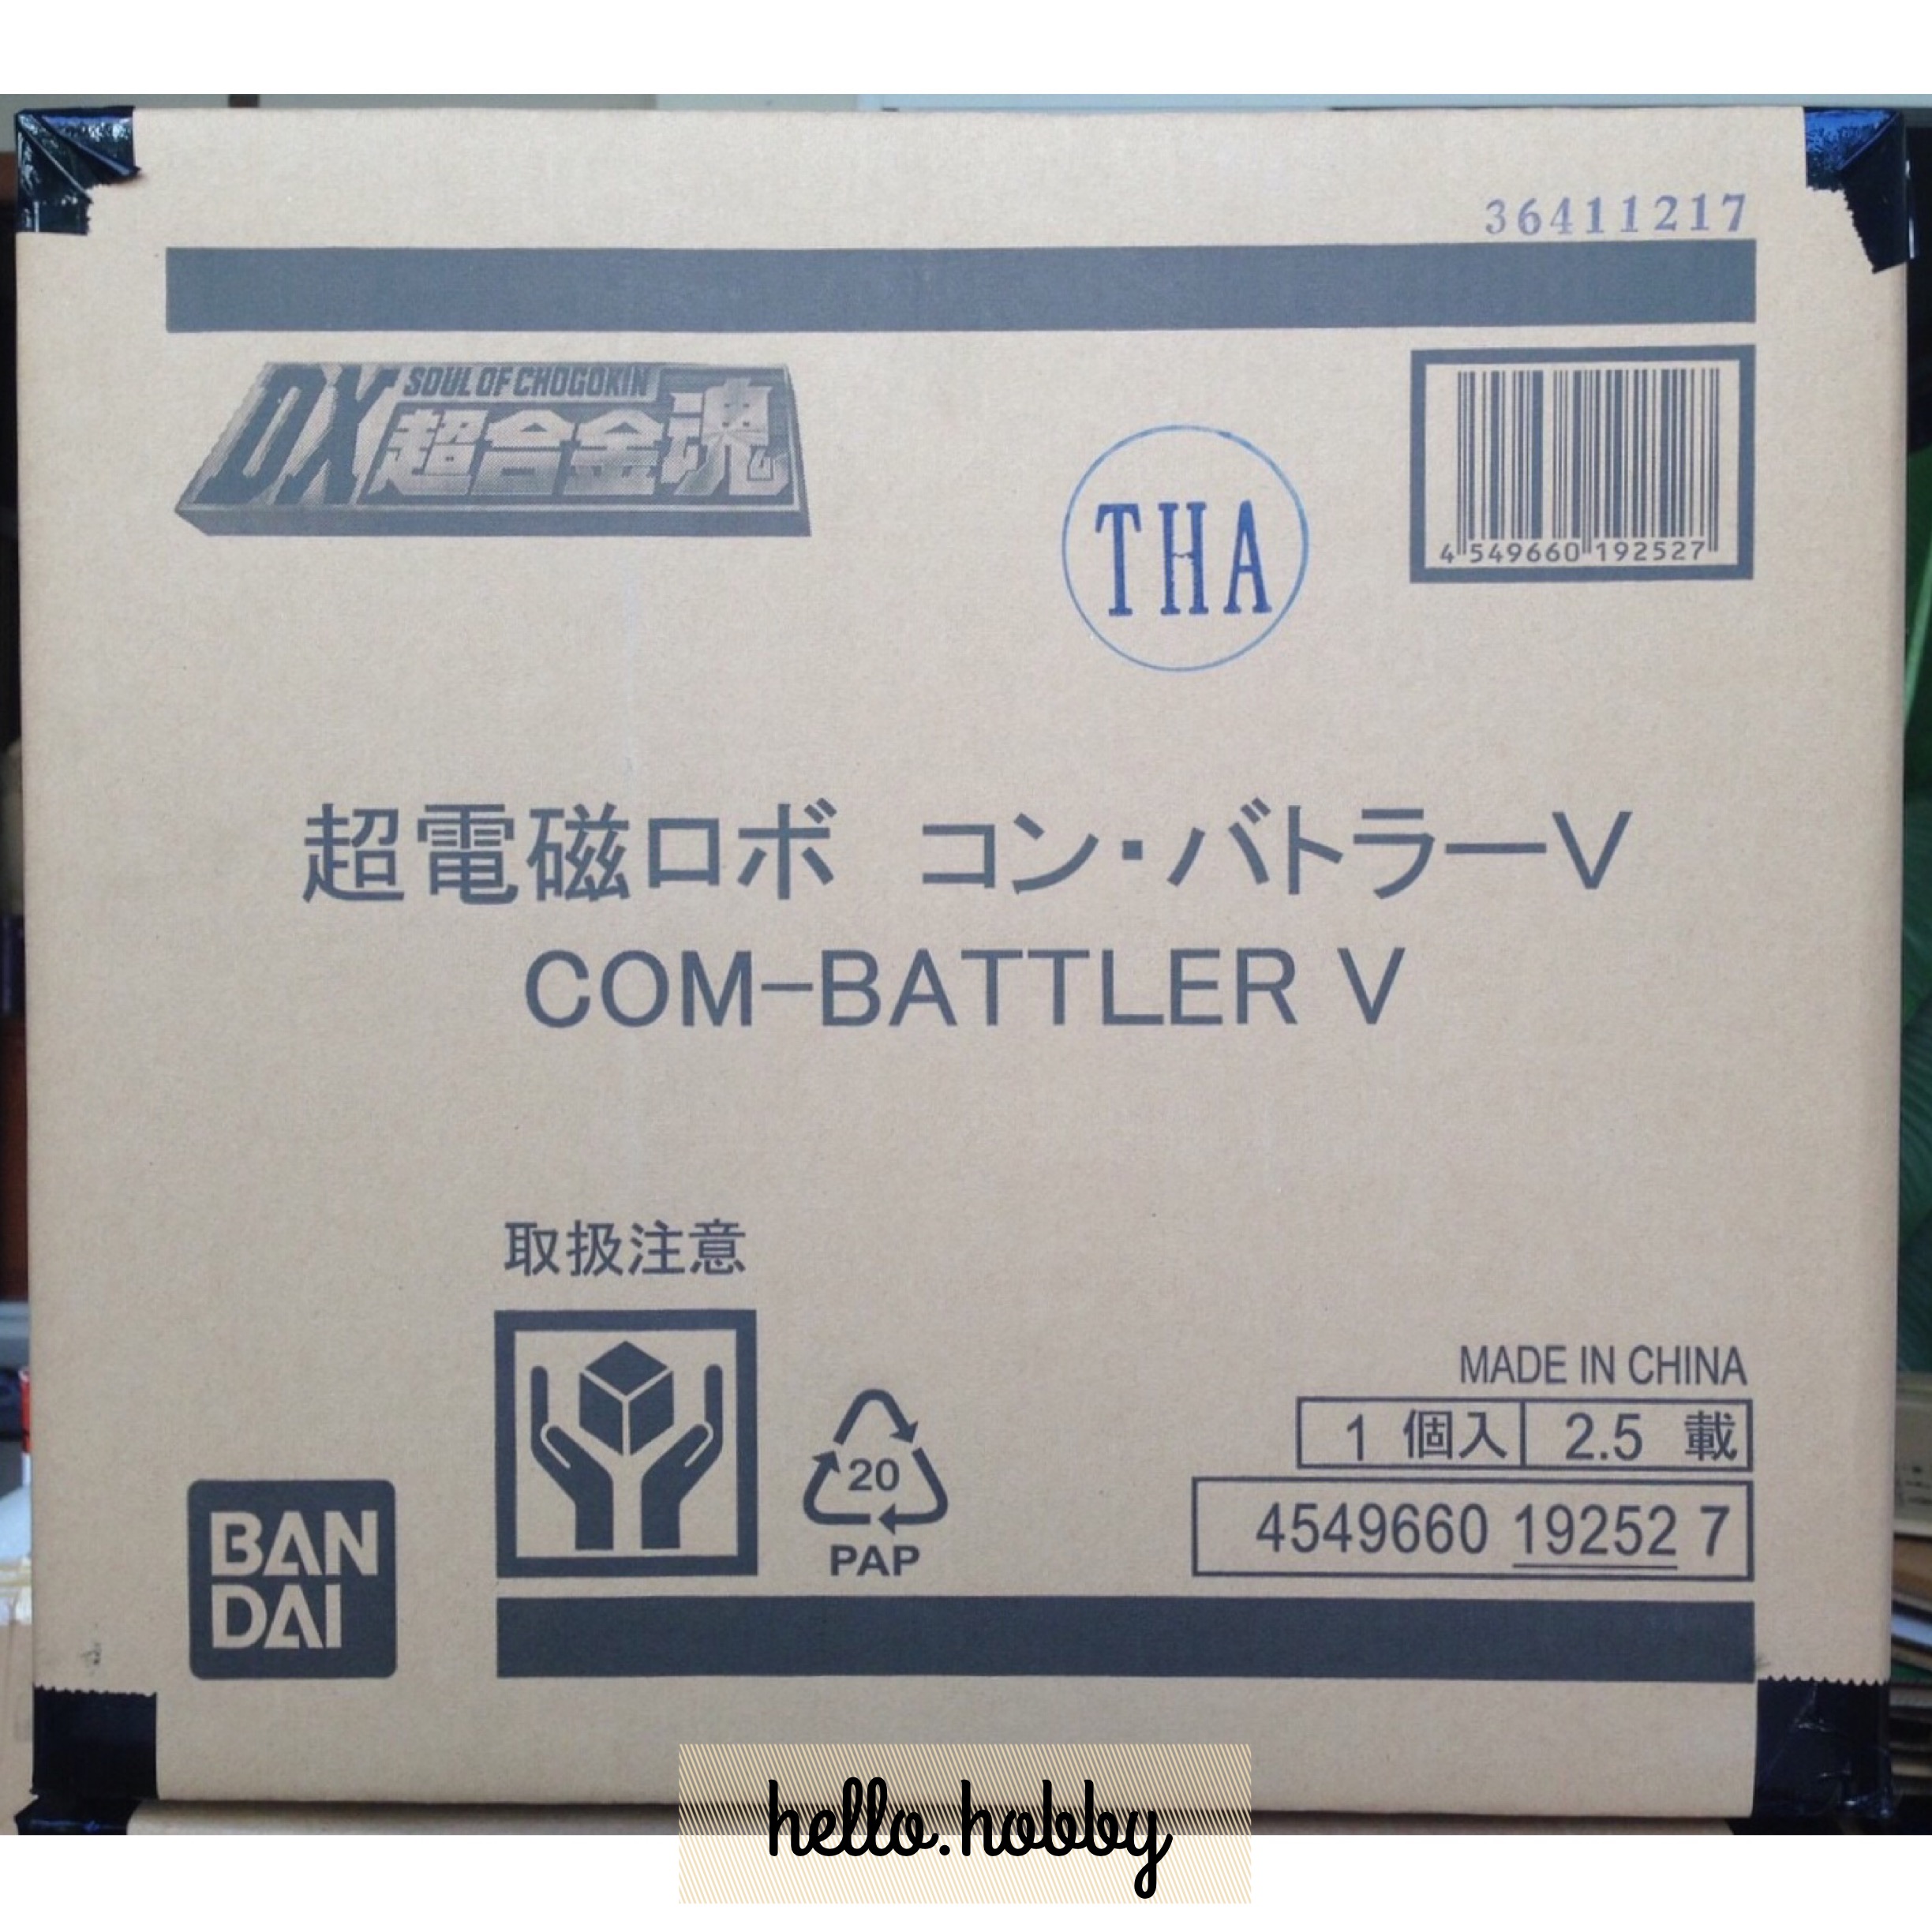 36411217
DX SOUL OF CHOGOKIN
超合金魂
4 549660 192527
THA
超電磁ロボ コン・バトラーV
COM-BATTLER V
取扱注意
20
PAP
MADE IN CHINA
1 個入 2.5 載
4549660 19252 7
BAN
DAI
hello.hobby